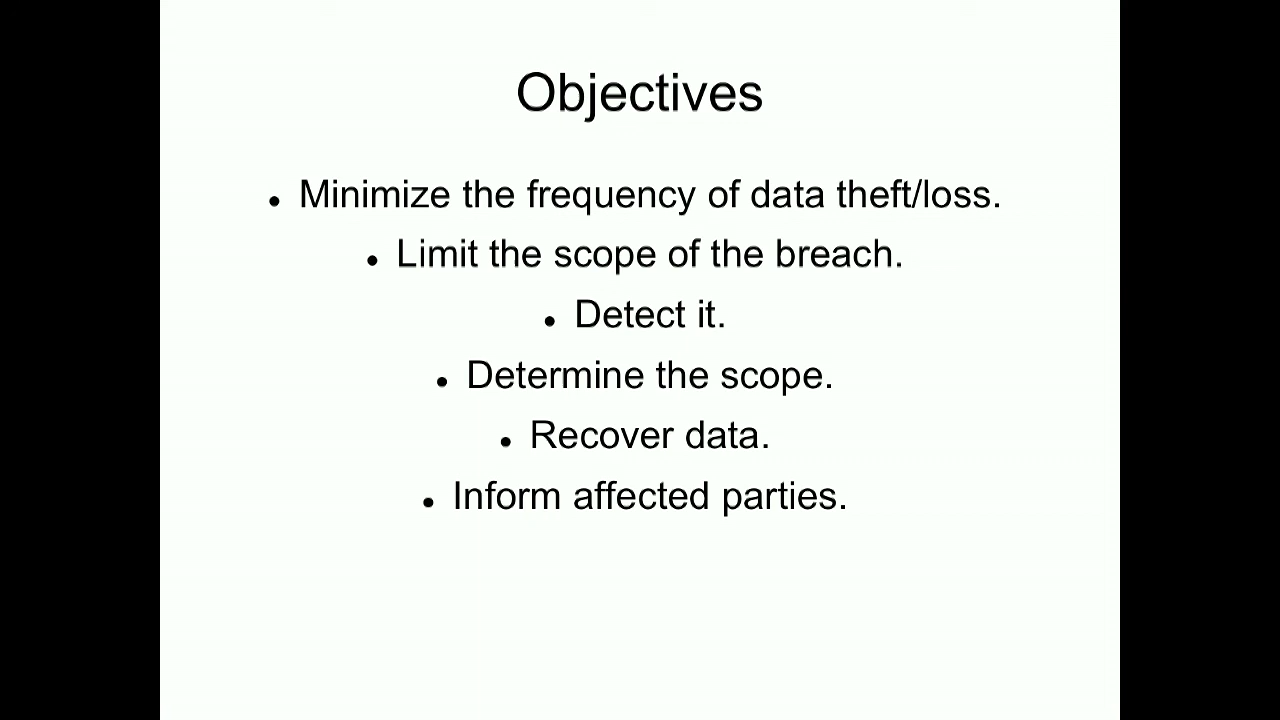 Objectives
• Minimize the frequency of data theft/loss.
• Limit the scope of the breach.
• Detect it.
• Determine the scope.
• Recover data.
• Inform affected parties.